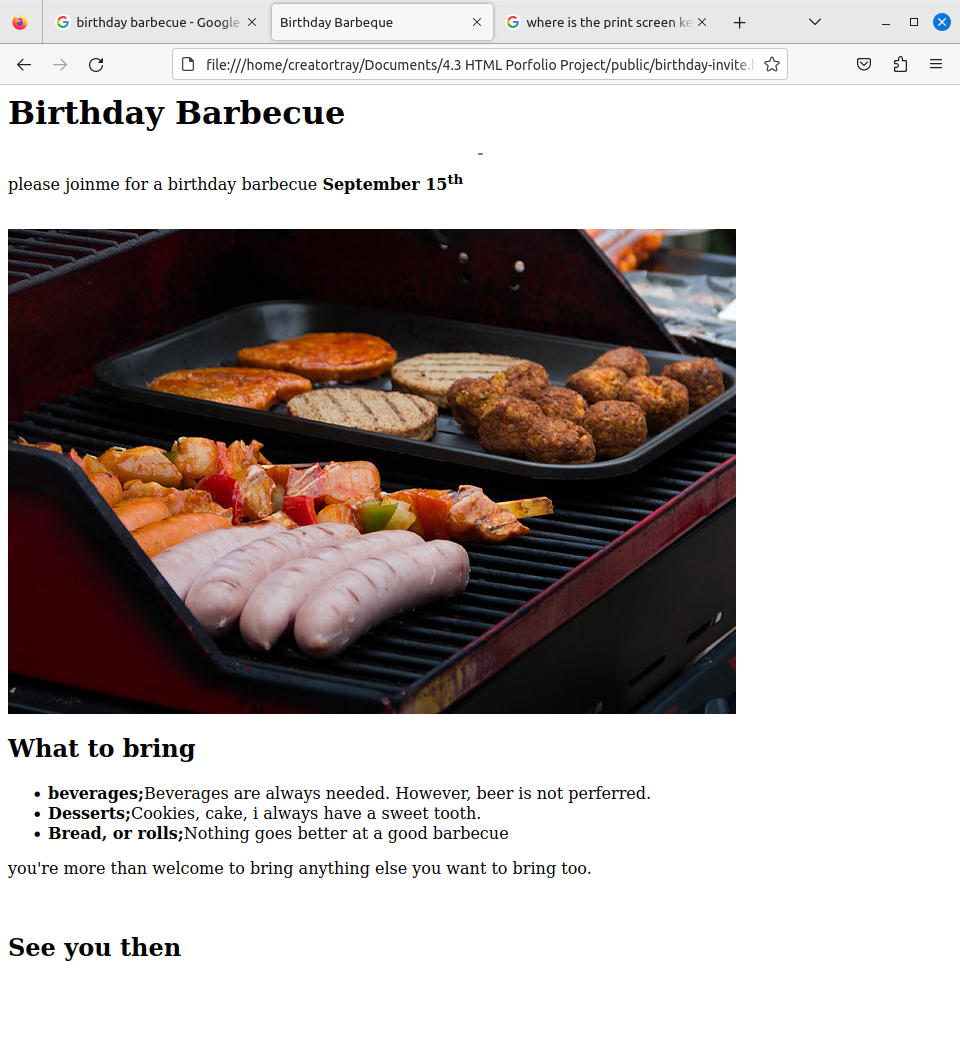 birthday barbecue - Google
Birthday Barbeque
where is the print screen ke
file:///home/creatortray/Documents/4.3 HTML Porfolio Project/public/birthday-invite.h
Birthday Barbecue
-
please joinme for a birthday barbecue September 15th
What to bring
beverages;Beverages are always needed. However, beer is not perferred.
Desserts;Cookies, cake, i always have a sweet tooth.
Bread, or rolls;Nothing goes better at a good barbecue
you're more than welcome to bring anything else you want to bring too.
See you then